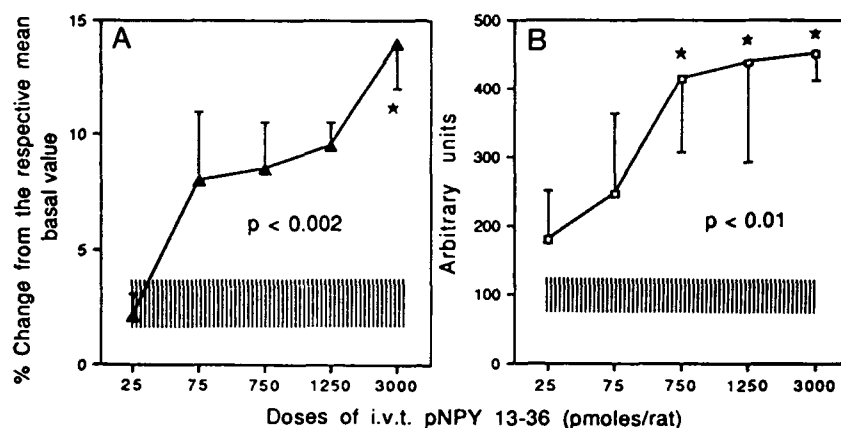 A
% Change from the respective mean
basal value
15
10
5
0
p < 0.002
25 75 750 1250 3000
B
Arbitrary units
500
400
300
200
100
0
p < 0.01
25 75 750 1250 3000
Doses of i.v.t. pNPY 13-36 (pmoles/rat)